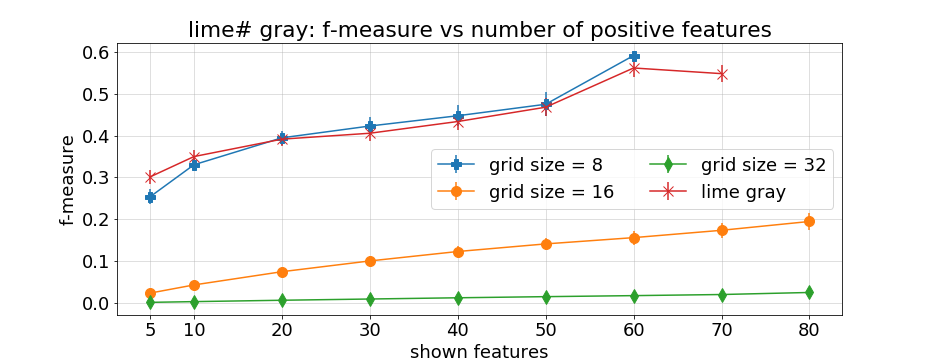 lime# gray: f-measure vs number of positive features
f-measure
0.6
0.5
0.4
0.3
0.2
0.1
0.0
grid size = 8
grid size = 16
grid size = 32
lime gray
5 10 20 30 40 50 60 70 80
shown features